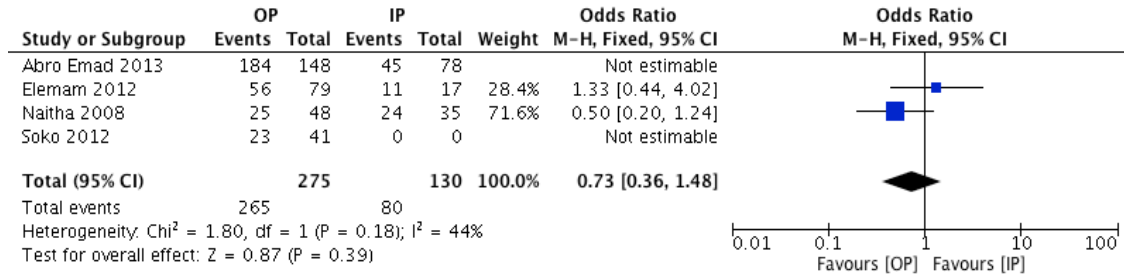 OP IP Odds Ratio Odds Ratio
Study or Subgroup Events Total Events Total Weight M-H, Fixed, 95% CI M-H, Fixed, 95% CI
Abro Emad 2013 184 148 45 78 Not estimable
Elemam 2012 56 79 11 17 28.4% 1.33 [0.44, 4.02]
Naitha 2008 25 48 24 35 71.6% 0.50 [0.20, 1.24]
Soko 2012 23 41 0 0 Not estimable
Total (95% CI) 275 130 100.0% 0.73 [0.36, 1.48]
Total events 265 80
Heterogeneity: Chi² = 1.80, df = 1 (P = 0.18); I² = 44%
Test for overall effect: Z = 0.87 (P = 0.39)
0.01 0.1 1 10 100
Favours [OP] Favours [IP]